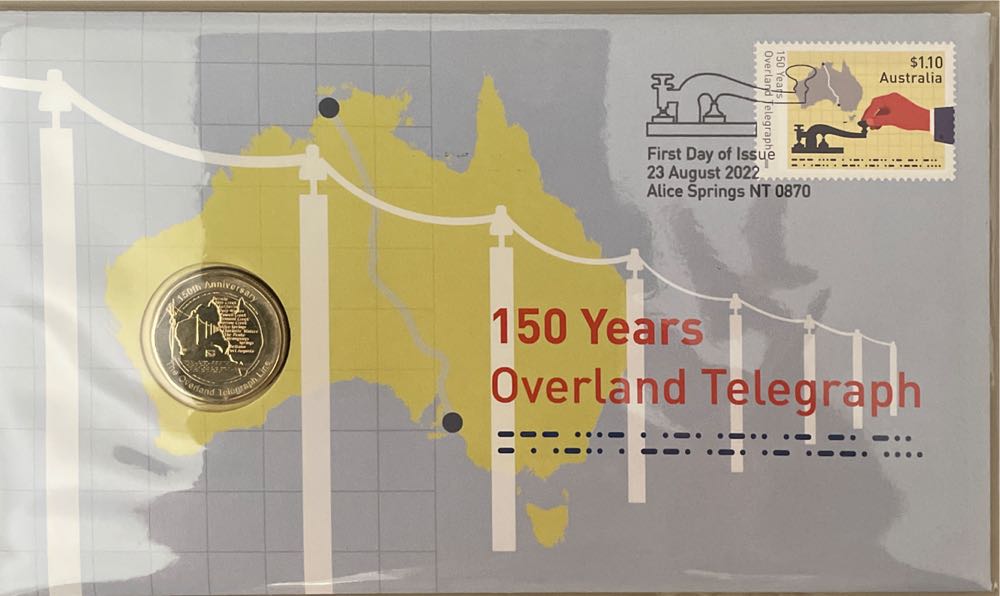 $1.10
Australia
150 Years
Overland Telegraph
First Day of Issue
23 August 2022
Alice Springs NT 0870
150th Anniversary
The Overland Telegraph Line
150 Years
Overland Telegraph